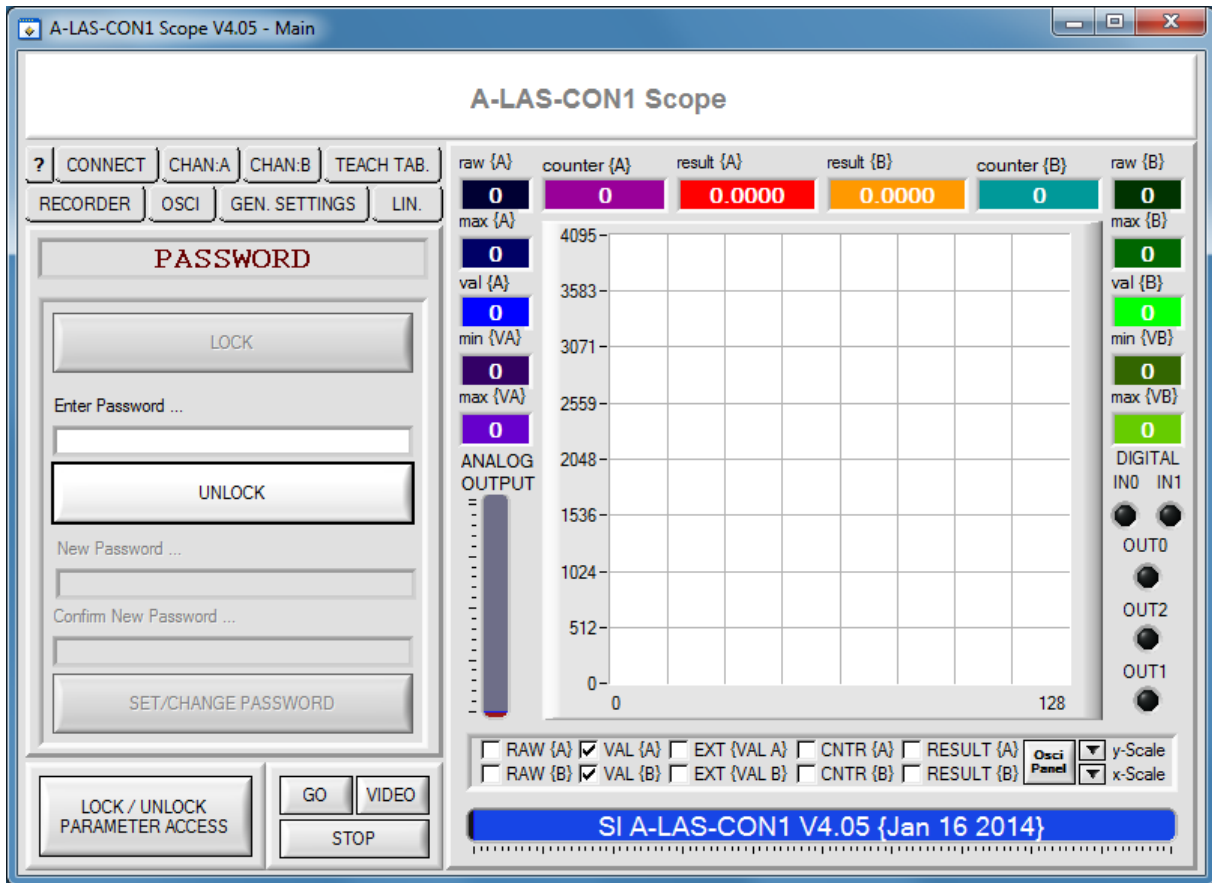 A-LAS-CON1 Scope V4.05 - Main
A-LAS-CON1 Scope
? CONNECT CHAN:A CHAN:B TEACH TAB.
RECORDER OSCI GEN. SETTINGS LIN.
PASSWORD
LOCK
Enter Password ...
UNLOCK
New Password ...
Confirm New Password ...
SET/CHANGE PASSWORD
LOCK / UNLOCK
PARAMETER ACCESS
GO VIDEO
STOP
raw {A} counter {A} result {A} result {B} counter {B} raw {B}
0 0 0.0000 0.0000 0 0
max {A}
0
val {A}
0
min {VA}
0
max {VA}
0
ANALOG
OUTPUT
4095
3583
3071
2559
2048
1536
1024
512
0
0 128
max {B}
0
val {B}
0
min {VB}
0
max {VB}
0
DIGITAL
IN0 IN1
OUT0
OUT2
OUT1
RAW {A} VAL {A} EXT {VAL A} CNTR {A} RESULT {A}
RAW {B} VAL {B} EXT {VAL B} CNTR {B} RESULT {B}
Osci
Panel
y-Scale
x-Scale
SI A-LAS-CON1 V4.05 {Jan 16 2014}